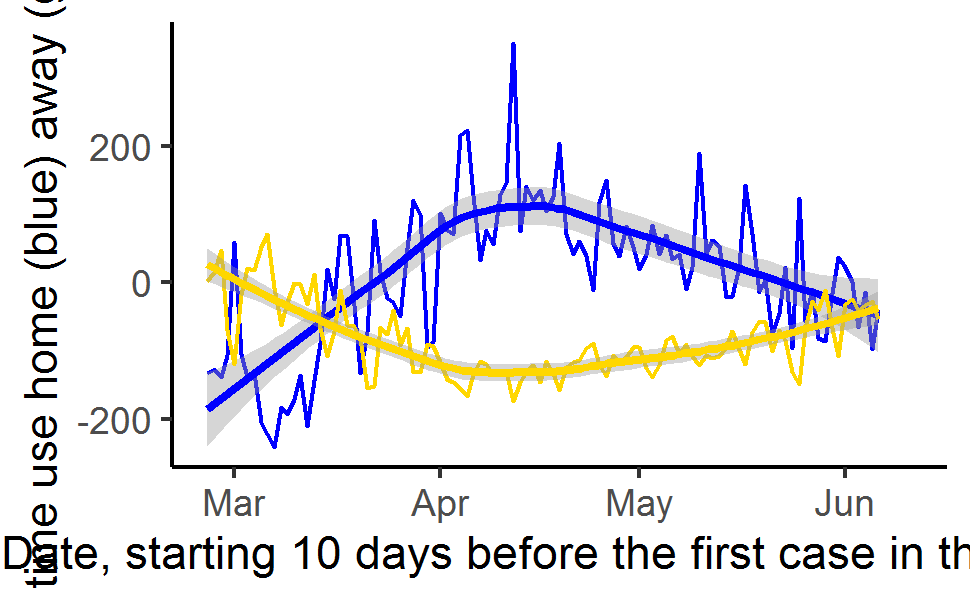 time use home (blue) away (
200
0
-200
Mar Apr May Jun
Date, starting 10 days before the first case in th